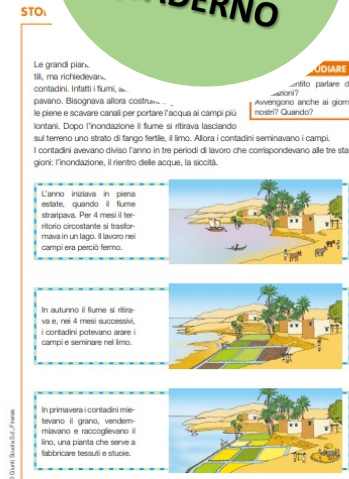 STO
ADERNO
Le grandi
tili, ma richiedevan
UDIARE
contadini. Infatti i fiumi,
parlare
pavano. Bisognava allora
Avvengono anche ai giorn
le piene e scavare canali per portare l'acqua ai campi più
nostri? Quando?
lontani. Dopo l'inondazione il fiume si ritirava lasciando
sul terreno uno strato di fango fertile, il limo. Allora i contadini seminavano i campi.
I contadini avevano diviso l'anno in tre periodi di lavoro che corrispondevano alle tre sta
gioni: l'inondazione, il rientro delle acque, la siccità.
L'anno iniziava in piena
estate, quando il fiume
straripava. Per 4 mesi il ter-
ritorio circostante si trasfor-
mava in un lago. Il lavoro nei
campi era perciò fermo.
In autunno il fiume si ritira-
va e, nei 4 mesi successivi,
i contadini potevano arare i
campi e seminare nel limo.
In primavera i contadini mie-
tevano il grano, vendem-
miavano e raccoglievano il
lino, una pianta che serve a
fabbricare tessuti e stuoie.
© Giunti Scuola S.r.l., Firenze